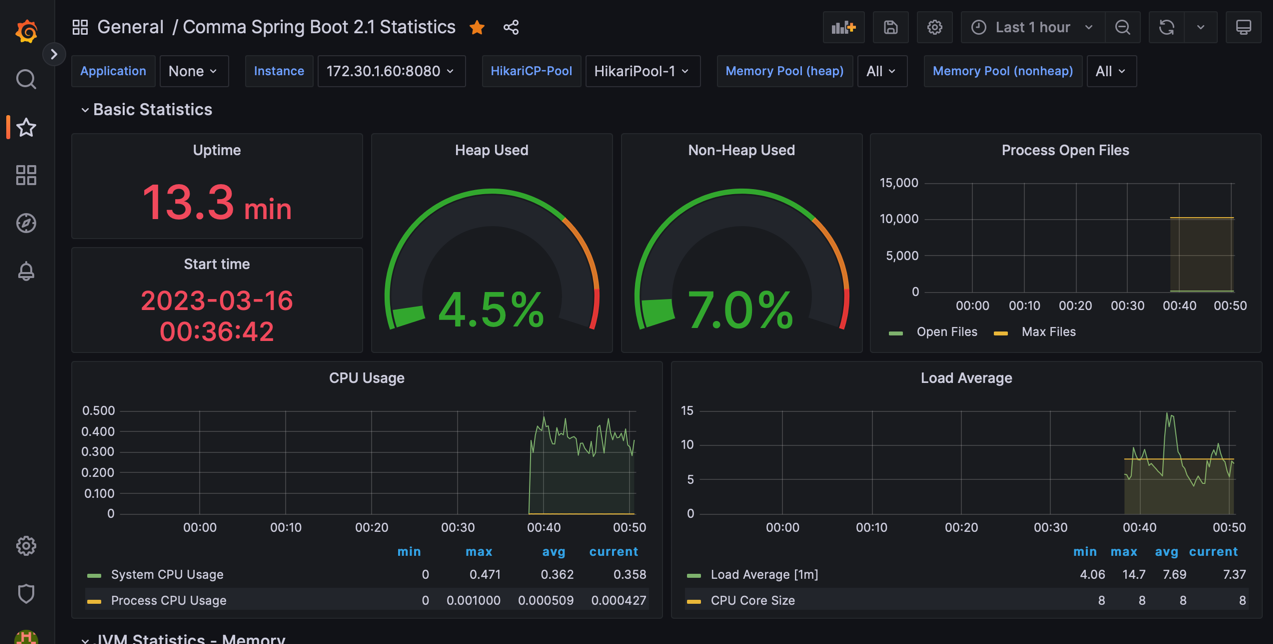 General / Comma Spring Boot 2.1 Statistics
Last 1 hour
Application None Instance 172.30.1.60:8080 HikariCP-Pool HikariPool-1 Memory Pool (heap) All Memory Pool (nonheap) All
Basic Statistics
Uptime
13.3 min
Start time
2023-03-16
00:36:42
Heap Used
4.5%
Non-Heap Used
7.0%
Process Open Files
15,000
10,000
5,000
0
00:00 00:10 00:20 00:30 00:40 00:50
Open Files Max Files
CPU Usage
0.500
0.400
0.300
0.200
0.100
0
00:00 00:10 00:20 00:30 00:40 00:50
min max avg current
System CPU Usage 0 0.471 0.362 0.358
Process CPU Usage 0 0.001000 0.000509 0.000427
Load Average
15
10
5
0
00:00 00:10 00:20 00:30 00:40 00:50
min max avg current
Load Average [1m] 4.06 14.7 7.69 7.37
CPU Core Size 8 8 8 8
JVM Statistics - Memory